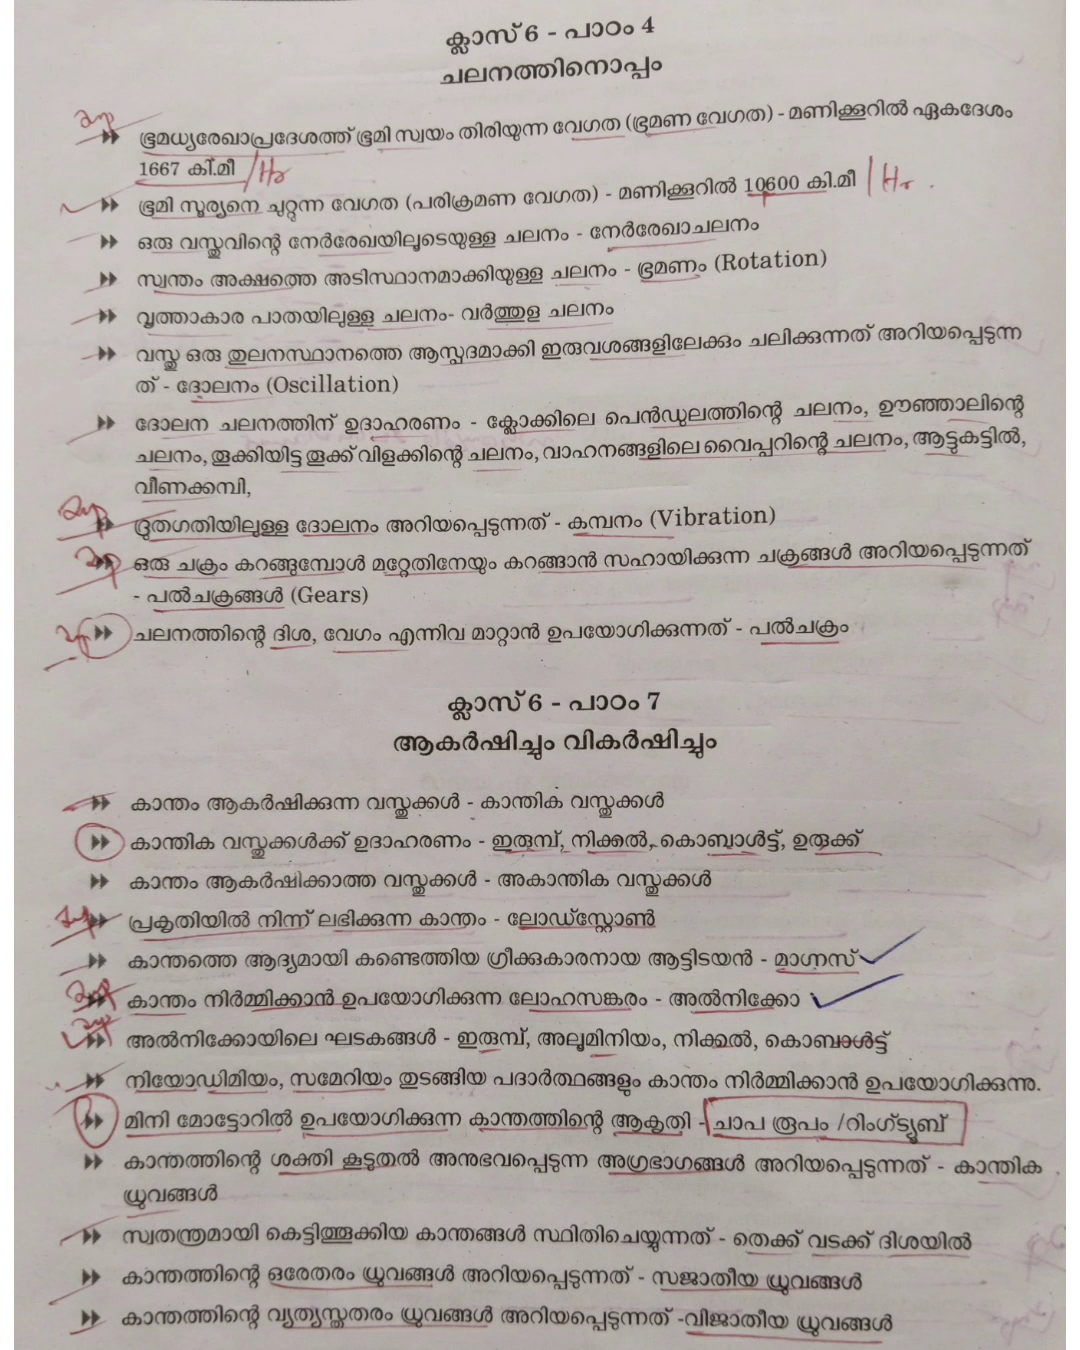 ക്ലാസ് 6 - പാഠം 4
ചലനത്തിനൊപ്പം
ഭൂമധ്യരേഖാപ്രദേശത്ത് ഭൂമി സ്വയം തിരിയുന്ന വേഗത (ഭ്രമണ വേഗത) - മണിക്കൂറിൽ ഏകദേശം
1667 കി.മീ /Hr
ഭൂമി സൂര്യനെ ചുറ്റുന്ന വേഗത (പരിക്രമണ വേഗത) - മണിക്കൂറിൽ 10600 കി.മീ /Hr.
ഒരു വസ്തുവിന്റെ നേർരേഖയിലൂടെയുള്ള ചലനം - നേർരേഖാചലനം
സ്വന്തം അക്ഷത്തെ അടിസ്ഥാനമാക്കിയുള്ള ചലനം - ഭ്രമണം (Rotation)
വൃത്താകാര പാതയിലുള്ള ചലനം- വർത്തുള ചലനം
വസ്തു ഒരു തുലനസ്ഥാനത്തെ ആസ്പദമാക്കി ഇരുവശങ്ങളിലേക്കും ചലിക്കുന്നത് അറിയപ്പെടുന്ന
ത് - ദോലനം (Oscillation)
ദോലന ചലനത്തിന് ഉദാഹരണം - ക്ലോക്കിലെ പെൻഡുലത്തിന്റെ ചലനം, ഊഞ്ഞാലിന്റെ
ചലനം, തൂക്കിയിട്ട തൂക്ക് വിളക്കിന്റെ ചലനം, വാഹനങ്ങളിലെ വൈപ്പറിന്റെ ചലനം, ആട്ടുകട്ടിൽ,
വീണക്കമ്പി,
ദ്രുതഗതിയിലുള്ള ദോലനം അറിയപ്പെടുന്നത് - കമ്പനം (Vibration)
ഒരു ചക്രം കറങ്ങുമ്പോൾ മറ്റേതിനേയും കറങ്ങാൻ സഹായിക്കുന്ന ചക്രങ്ങൾ അറിയപ്പെടുന്നത്
- പൽചക്രങ്ങൾ (Gears)
ചലനത്തിന്റെ ദിശ, വേഗം എന്നിവ മാറ്റാൻ ഉപയോഗിക്കുന്നത് - പൽചക്രം
ക്ലാസ് 6 - പാഠം 7
ആകർഷിച്ചും വികർഷിച്ചും
കാന്തം ആകർഷിക്കുന്ന വസ്തുക്കൾ - കാന്തിക വസ്തുക്കൾ
കാന്തിക വസ്തുക്കൾക്ക് ഉദാഹരണം - ഇരുമ്പ്, നിക്കൽ, കൊബാൾട്ട്, ഉരുക്ക്
കാന്തം ആകർഷിക്കാത്ത വസ്തുക്കൾ - അകാന്തിക വസ്തുക്കൾ
പ്രകൃതിയിൽ നിന്ന് ലഭിക്കുന്ന കാന്തം - ലോഡ്സ്റ്റോൺ
കാന്തത്തെ ആദ്യമായി കണ്ടെത്തിയ ഗ്രീക്കുകാരനായ ആട്ടിടയൻ - മാഗ്നസ്
കാന്തം നിർമ്മിക്കാൻ ഉപയോഗിക്കുന്ന ലോഹസങ്കരം - അൽനിക്കോ
അൽനിക്കോയിലെ ഘടകങ്ങൾ - ഇരുമ്പ്, അലൂമിനിയം, നിക്കൽ, കൊബാൾട്ട്
നിയോഡിമിയം, സമേറിയം തുടങ്ങിയ പദാർത്ഥങ്ങളും കാന്തം നിർമ്മിക്കാൻ ഉപയോഗിക്കുന്നു.
മിനി മോട്ടോറിൽ ഉപയോഗിക്കുന്ന കാന്തത്തിന്റെ ആകൃതി - ചാപ രൂപം /റിംഗ്ട്യൂബ്
കാന്തത്തിന്റെ ശക്തി കൂടുതൽ അനുഭവപ്പെടുന്ന അഗ്രഭാഗങ്ങൾ അറിയപ്പെടുന്നത് - കാന്തിക
ധ്രുവങ്ങൾ
സ്വതന്ത്രമായി കെട്ടിത്തൂക്കിയ കാന്തങ്ങൾ സ്ഥിതിചെയ്യുന്നത് - തെക്ക് വടക്ക് ദിശയിൽ
കാന്തത്തിന്റെ ഒരേതരം ധ്രുവങ്ങൾ അറിയപ്പെടുന്നത് - സജാതീയ ധ്രുവങ്ങൾ
കാന്തത്തിന്റെ വ്യത്യസ്തതരം ധ്രുവങ്ങൾ അറിയപ്പെടുന്നത് -വിജാതീയ ധ്രുവങ്ങൾ